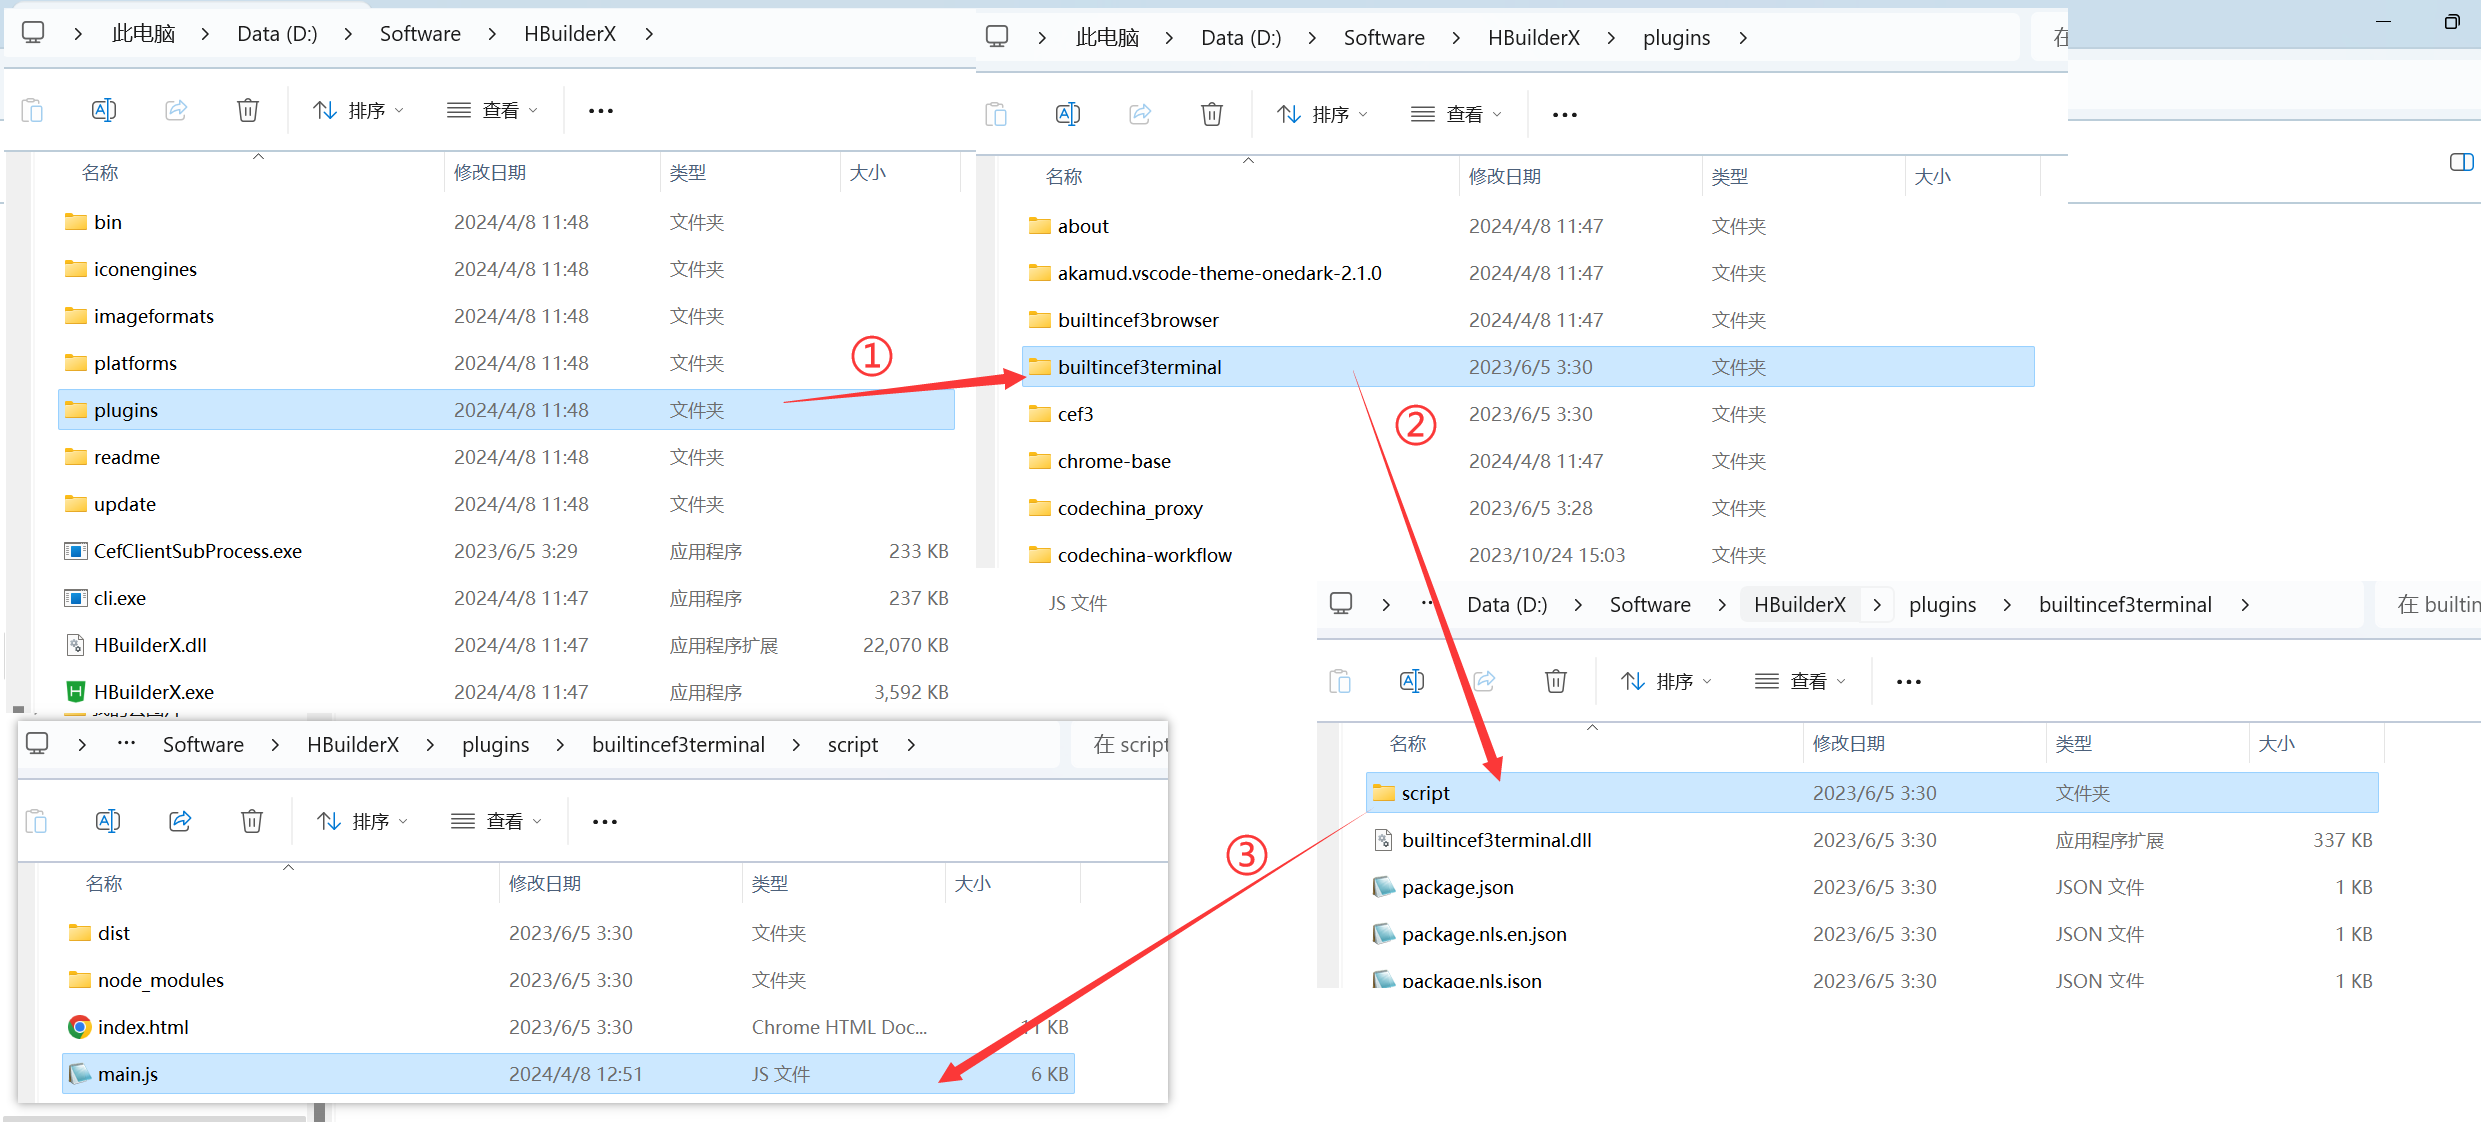 此电脑 Data (D:) Software HBuilderX
排序 查看
名称 修改日期 类型 大小
bin 2024/4/8 11:48 文件夹
iconengines 2024/4/8 11:48 文件夹
imageformats 2024/4/8 11:48 文件夹
platforms 2024/4/8 11:48 文件夹
plugins 2024/4/8 11:48 文件夹
readme 2024/4/8 11:48 文件夹
update 2024/4/8 11:48 文件夹
CefClientSubProcess.exe 2023/6/5 3:29 应用程序 233 KB
cli.exe 2024/4/8 11:47 应用程序 237 KB
HBuilderX.dll 2024/4/8 11:47 应用程序扩展 22,070 KB
HBuilderX.exe 2024/4/8 11:47 应用程序 3,592 KB
①
此电脑 Data (D:) Software HBuilderX plugins 在
排序 查看
名称 修改日期 类型 大小
about 2024/4/8 11:47 文件夹
akamud.vscode-theme-onedark-2.1.0 2024/4/8 11:47 文件夹
builtincef3browser 2024/4/8 11:47 文件夹
builtincef3terminal 2023/6/5 3:30 文件夹
cef3 2023/6/5 3:30 文件夹
chrome-base 2024/4/8 11:47 文件夹
codechina_proxy 2023/6/5 3:28 文件夹
codechina-workflow 2023/10/24 15:03 文件夹
JS 文件
②
Data (D:) Software HBuilderX plugins builtincef3terminal 在 builtin
排序 查看
名称 修改日期 类型 大小
script 2023/6/5 3:30 文件夹
builtincef3terminal.dll 2023/6/5 3:30 应用程序扩展 337 KB
package.json 2023/6/5 3:30 JSON 文件 1 KB
package.nls.en.json 2023/6/5 3:30 JSON 文件 1 KB
package.nls.json 2023/6/5 3:30 JSON 文件 1 KB
③
Software HBuilderX plugins builtincef3terminal script 在 script
排序 查看
名称 修改日期 类型 大小
dist 2023/6/5 3:30 文件夹
node_modules 2023/6/5 3:30 文件夹
index.html 2023/6/5 3:30 Chrome HTML Doc... 11 KB
main.js 2024/4/8 12:51 JS 文件 6 KB